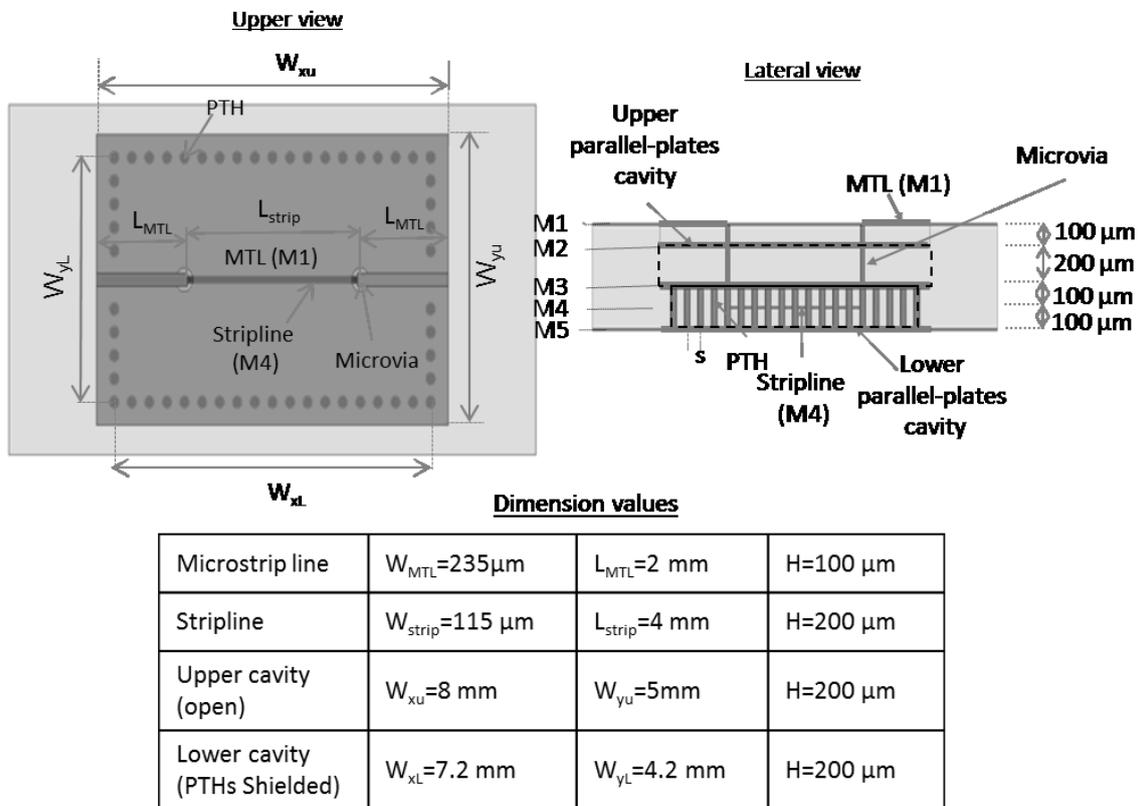 Upper view
Wxu
PTH
LMTL
Lstrip
LMTL
WyL
MTL (M1)
Wyu
Stripline
(M4)
Microvia
WxL
Lateral view
Upper
parallel-plates
cavity
Microvia
MTL (M1)
M1
M2
M3
M4
M5
100 µm
200 µm
100 µm
100 µm
s
PTH
Stripline
(M4)
Lower
parallel-plates
cavity
Dimension values
Microstrip line WMTL=235µm LMTL=2 mm H=100 µm
Stripline Wstrip=115 µm Lstrip=4 mm H=200 µm
Upper cavity
(open) Wxu=8 mm Wyu=5mm H=200 µm
Lower cavity
(PTHs Shielded) WxL=7.2 mm WyL=4.2 mm H=200 µm